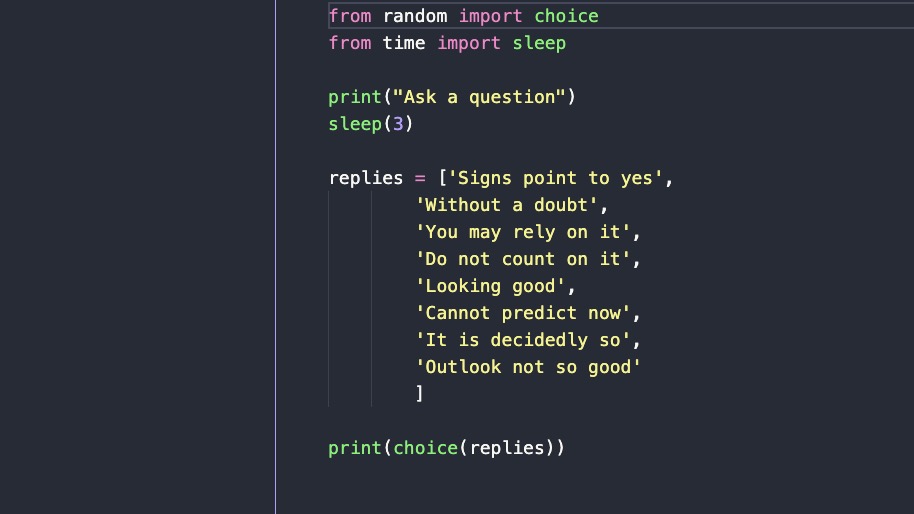 from random import choice
from time import sleep

print("Ask a question")
sleep(3)

replies = ['Signs point to yes',
        'Without a doubt',
        'You may rely on it',
        'Do not count on it',
        'Looking good',
        'Cannot predict now',
        'It is decidedly so',
        'Outlook not so good'
        ]

print(choice(replies))